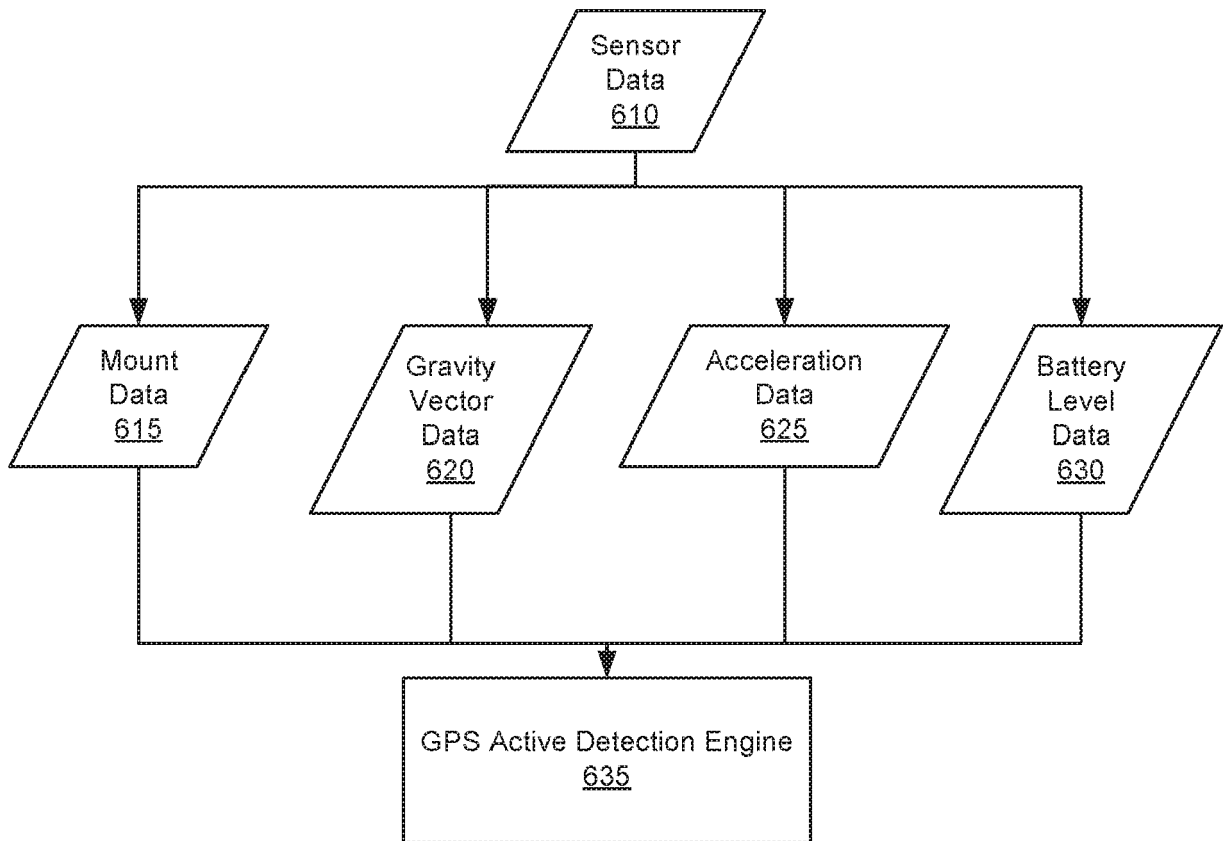 Sensor
Data
610
Mount
Data
615
Gravity
Vector
Data
620
Acceleration
Data
625
Battery
Level
Data
630
GPS Active Detection Engine
635